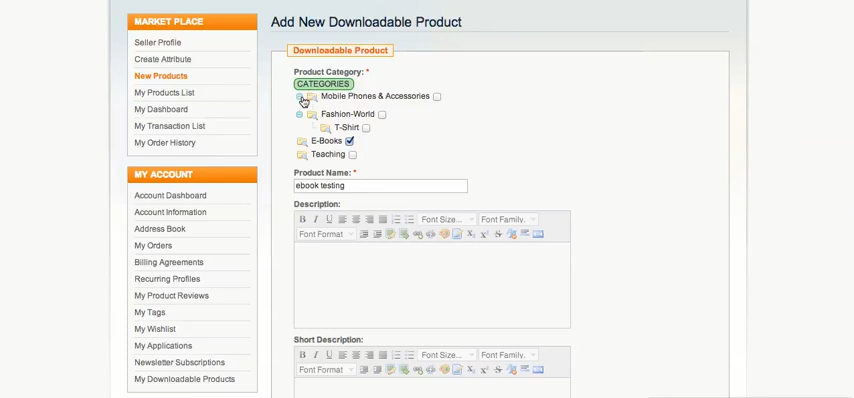 MARKET PLACE
Seller Profile
Create Attribute
New Products
My Products List
My Dashboard
My Transaction List
My Order History
MY ACCOUNT
Account Dashboard
Account Information
Address Book
My Orders
Billing Agreements
Recurring Profiles
My Product Reviews
My Tags
My Wishlist
My Applications
Newsletter Subscriptions
My Downloadable Products
Add New Downloadable Product
Downloadable Product
Product Category: *
CATEGORIES
Mobile Phones & Accessories
Fashion-World
T-Shirt
E-Books
Teaching
Product Name: *
ebook testing
Description:
B I U Font Size... Font Family.
Font Format
Short Description:
B I U Font Size... Font Family.
Font Format